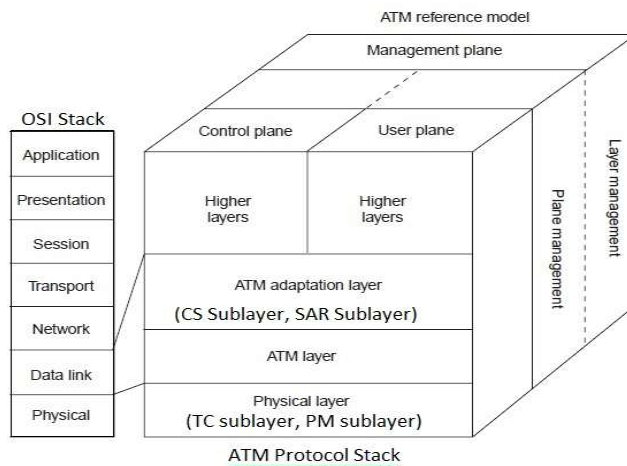 ATM reference model
Management plane
Control plane
User plane
Layer management
Plane management
OSI Stack
Application
Presentation
Session
Transport
Network
Data link
Physical
Higher
layers
Higher
layers
ATM adaptation layer
(CS Sublayer, SAR Sublayer)
ATM layer
Physical layer
(TC sublayer, PM sublayer)
ATM Protocol Stack